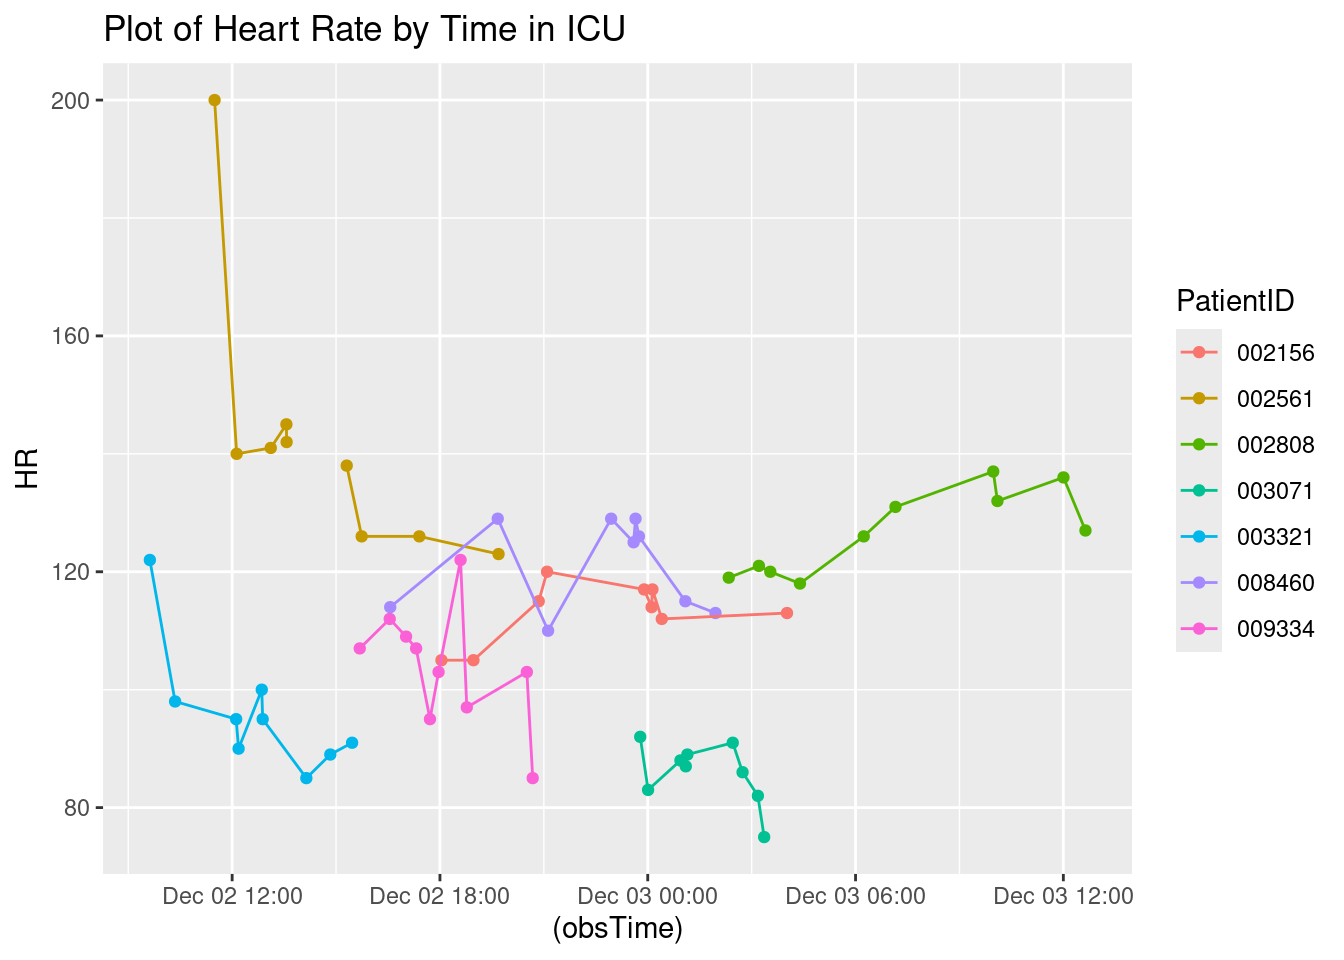 Plot of Heart Rate by Time in ICU
200
160
120
80
HR
Dec 02 12:00
Dec 02 18:00
Dec 03 00:00
Dec 03 06:00
Dec 03 12:00
(obsTime)
PatientID
002156
002561
002808
003071
003321
008460
009334